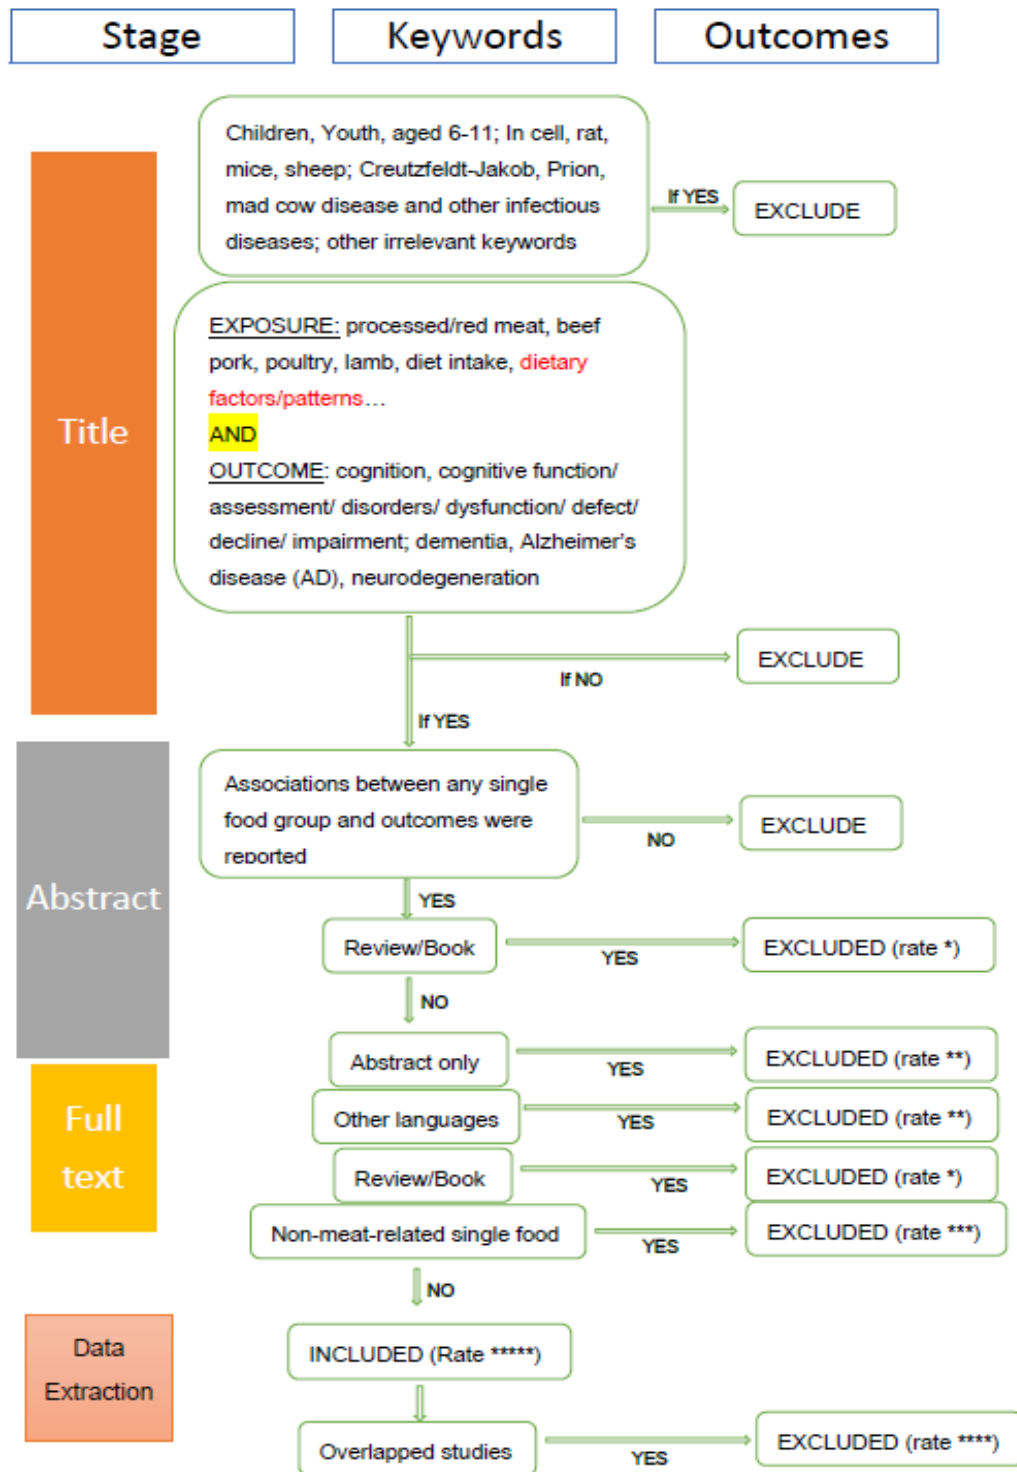 Stage
Keywords
Outcomes
Children, Youth, aged 6-11; In cell, rat,
mice, sheep; Creutzfeldt-Jakob, Prion,
mad cow disease and other infectious
diseases; other irrelevant keywords
If YES
EXCLUDE
Title
EXPOSURE: processed/red meat, beef
pork, poultry, lamb, diet intake, dietary
factors/patterns…
AND
OUTCOME: cognition, cognitive function/
assessment/ disorders/ dysfunction/ defect/
decline/ impairment; dementia, Alzheimer's
disease (AD), neurodegeneration
If NO
EXCLUDE
If YES
Abstract
Associations between any single
food group and outcomes were
reported
NO
EXCLUDE
YES
Review/Book
YES
EXCLUDED (rate *)
NO
Abstract only
YES
EXCLUDED (rate **)
Full
text
Other languages
YES
EXCLUDED (rate **)
Review/Book
YES
EXCLUDED (rate *)
Non-meat-related single food
YES
EXCLUDED (rate ***)
NO
Data
Extraction
INCLUDED (Rate *****)
Overlapped studies
YES
EXCLUDED (rate ****)